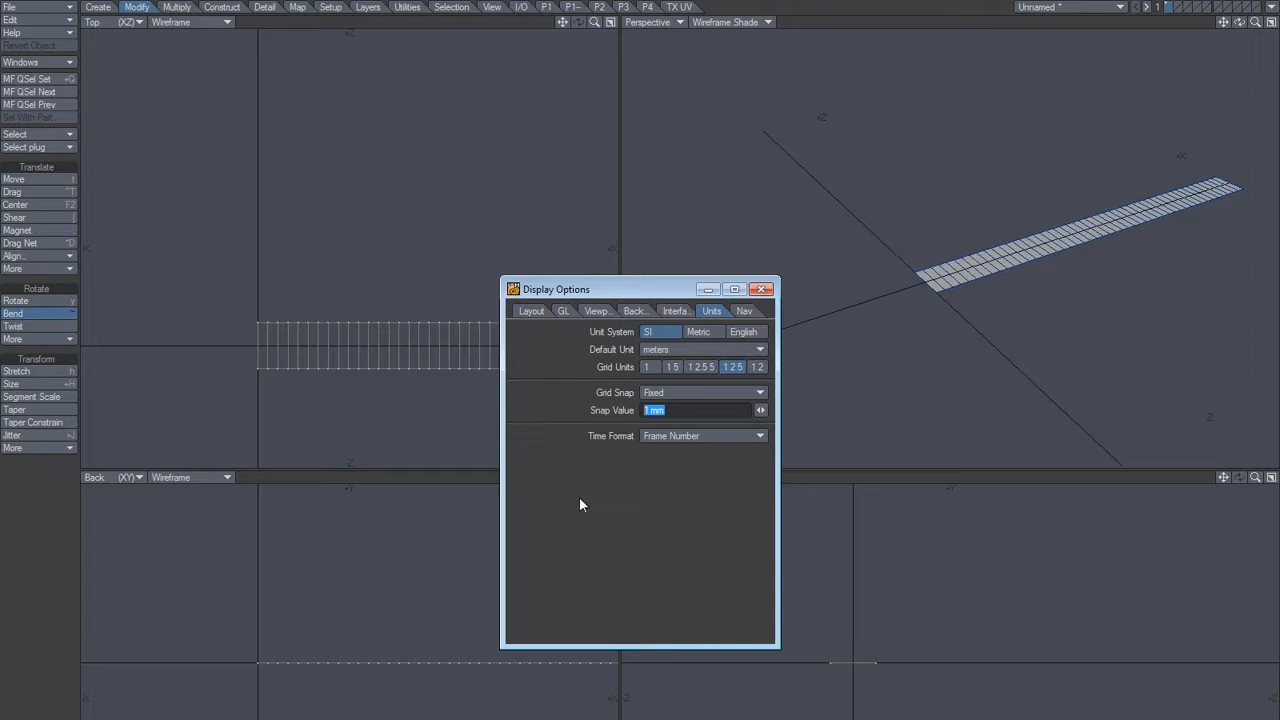 File
Create
Modify
Multiply
Construct
Detail
Map
Setup
Layers
Utilities
Selection
View
I/O
P1
P1--
P2
P3
P4
TX UV
Unnamed *
1
Edit
Help
Revert Object...
Windows
MF QSel Set +Q
MF QSel Next
MF QSel Prev
Sel With Part...
Select
Select plug
Translate
Move t
Drag ^T
Center F2
Shear [
Magnet :
Drag Net ^D
Align...
More
Rotate
Rotate y
Bend ~
Twist
More
Transform
Stretch h
Size +H
Segment Scale
Taper
Taper Constrain
Jitter +J
More
Top (XZ)
Wireframe
Perspective
Wireframe Shade
+Z
-X
+X
-Z
+Z
+X
Z
Back (XY)
Wireframe
+Y
-X
+X
-Y
+Y
-Z
+Z
Display Options
Layout
GL
Viewp...
Back...
Interfa...
Units
Nav
Unit System SI Metric English
Default Unit meters
Grid Units 1 1 5 1 2.5 5 1 2 5 1 2
Grid Snap Fixed
Snap Value 1 mm
Time Format Frame Number